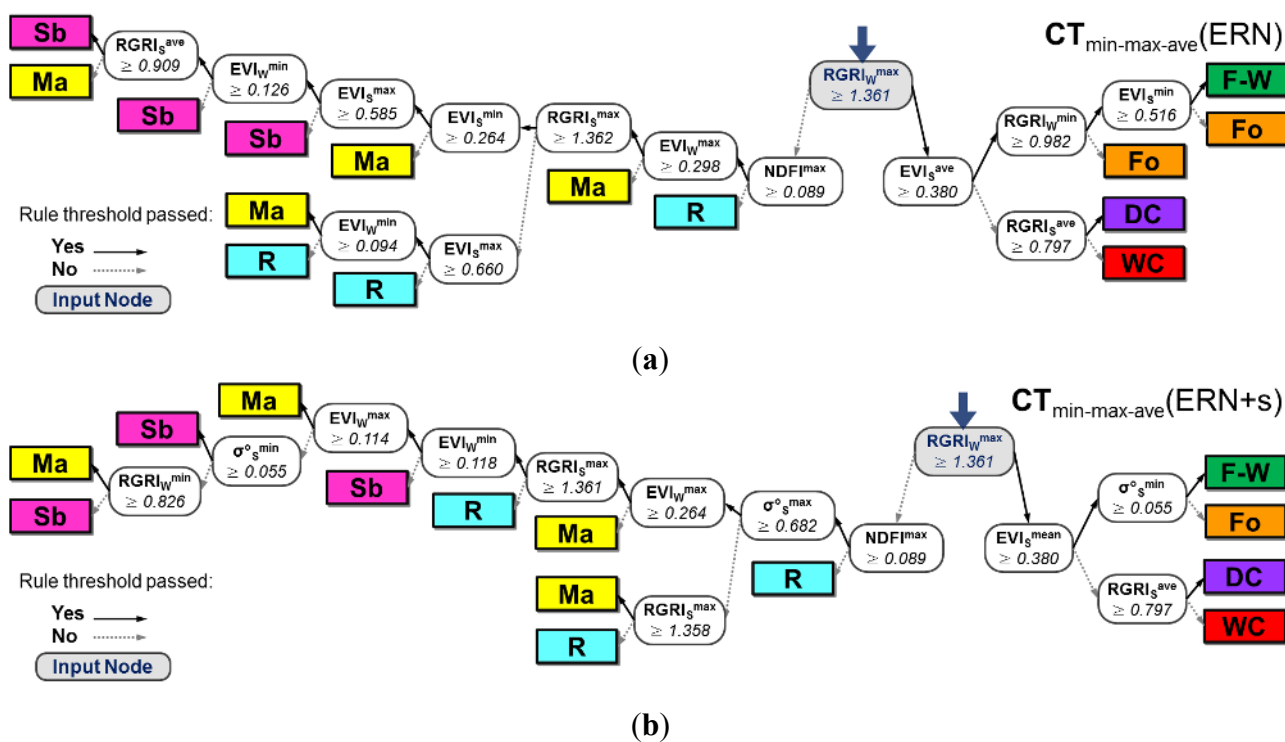 CTmin-max-ave(ERN)
Sb
RGRISave
≥ 0.909
Ma
EVIWmin
≥ 0.126
Sb
EVISmax
≥ 0.585
Sb
EVISmin
≥ 0.264
Ma
RGRISmax
≥ 1.362
EVIWmax
≥ 0.298
Ma
NDFImax
≥ 0.089
R
RGRIWmax
≥ 1.361
EVISave
≥ 0.380
RGRIWmin
≥ 0.982
EVISmin
≥ 0.516
F-W
Fo
Fo
RGRISave
≥ 0.797
DC
WC
Ma
EVIWmin
≥ 0.094
R
EVISmax
≥ 0.660
R
Rule threshold passed:
Yes
No
Input Node
(a)
CTmin-max-ave(ERN+s)
Ma
EVIWmax
≥ 0.114
Sb
σ°Smin
≥ 0.055
Ma
RGRIWmin
≥ 0.826
Sb
EVIWmin
≥ 0.118
Sb
RGRISmax
≥ 1.361
R
EVIWmax
≥ 0.264
Ma
σ°Smax
≥ 0.682
NDFImax
≥ 0.089
R
RGRIWmax
≥ 1.361
EVISmean
≥ 0.380
σ°Smin
≥ 0.055
F-W
Fo
RGRISave
≥ 0.797
DC
WC
Ma
RGRISmax
≥ 1.358
R
Rule threshold passed:
Yes
No
Input Node
(b)